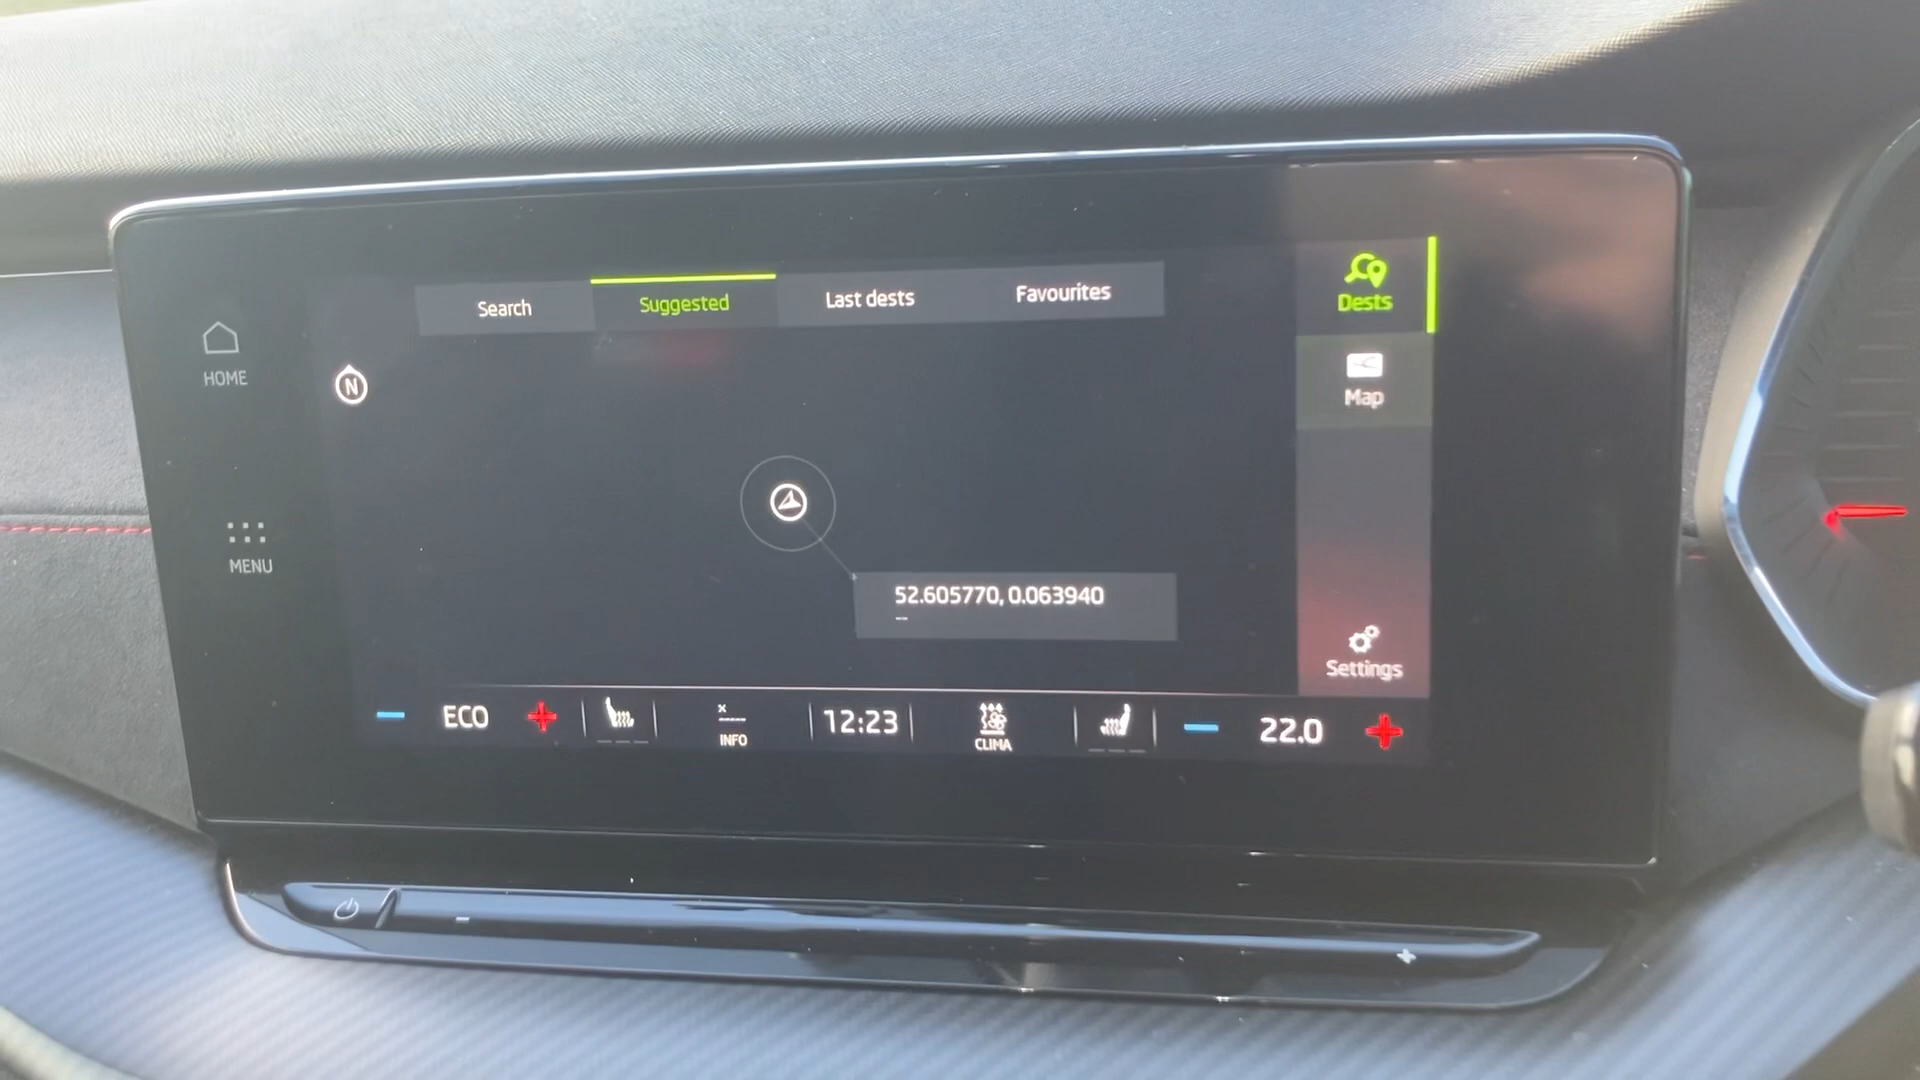 Search
Suggested
Last dests
Favourites
Dests
HOME
N
Map
MENU
52.605770, 0.063940
--
Settings
ECO
INFO
12:23
CLIMA
22.0